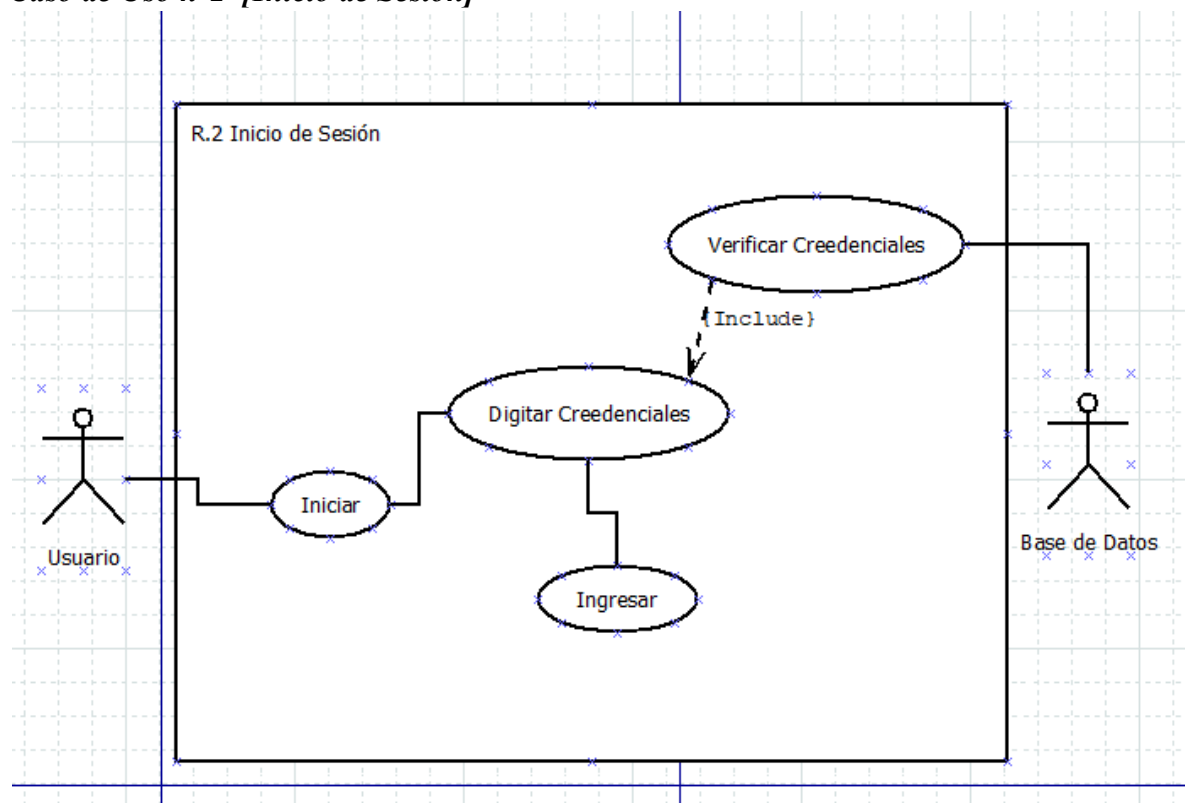 R.2 Inicio de Sesión
Verificar Creedenciales
{Include}
Digitar Creedenciales
Iniciar
Ingresar
Usuario
Base de Datos